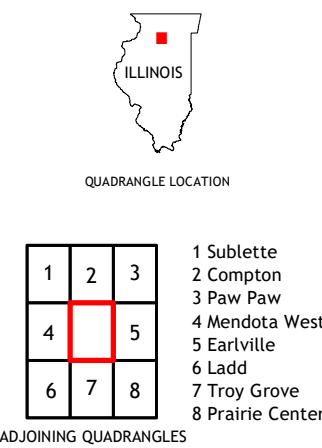 ILLINOIS
QUADRANGLE LOCATION
1 2 3
4 5
6 7 8
1 Sublette
2 Compton
3 Paw Paw
4 Mendota West
5 Earlville
6 Ladd
7 Troy Grove
8 Prairie Center
ADJOINING QUADRANGLES